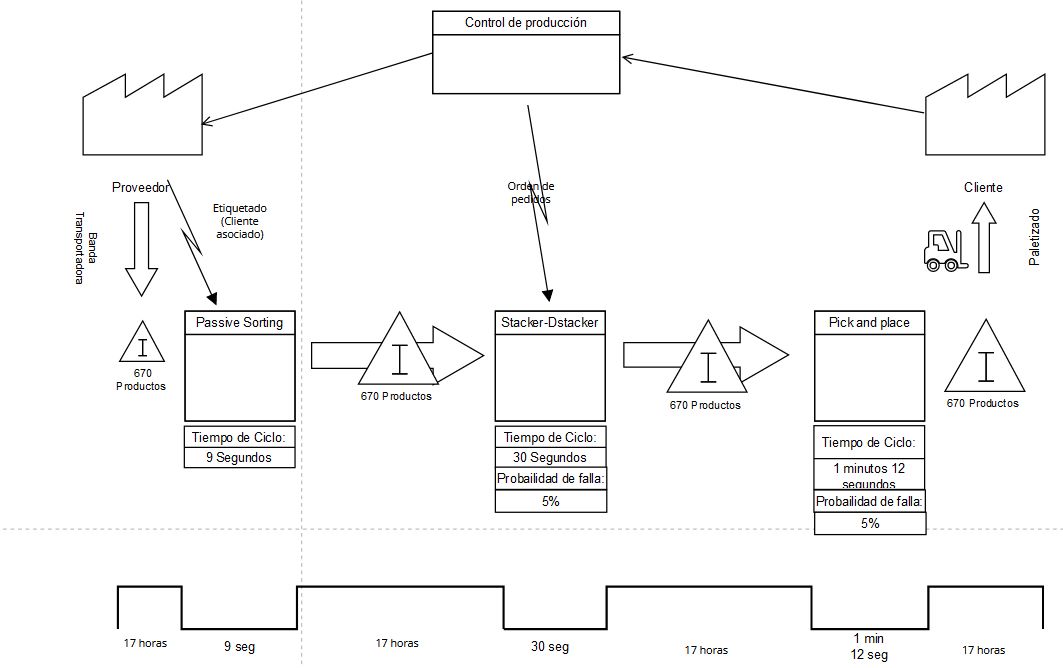 Control de producción
Proveedor
Cliente
Banda
Transportadora
Etiquetado
(Cliente
asociado)
Orden de
pedidos
Paletizado
670
Productos
Passive Sorting
Tiempo de Ciclo:
9 Segundos
I
670 Productos
Stacker-Dstacker
Tiempo de Ciclo:
30 Segundos
Probailidad de falla:
5%
I
670 Productos
Pick and place
Tiempo de Ciclo:
1 minutos 12
segundos
Probailidad de falla:
5%
I
670 Productos
I
17 horas
9 seg
17 horas
30 seg
17 horas
1 min
12 seg
17 horas